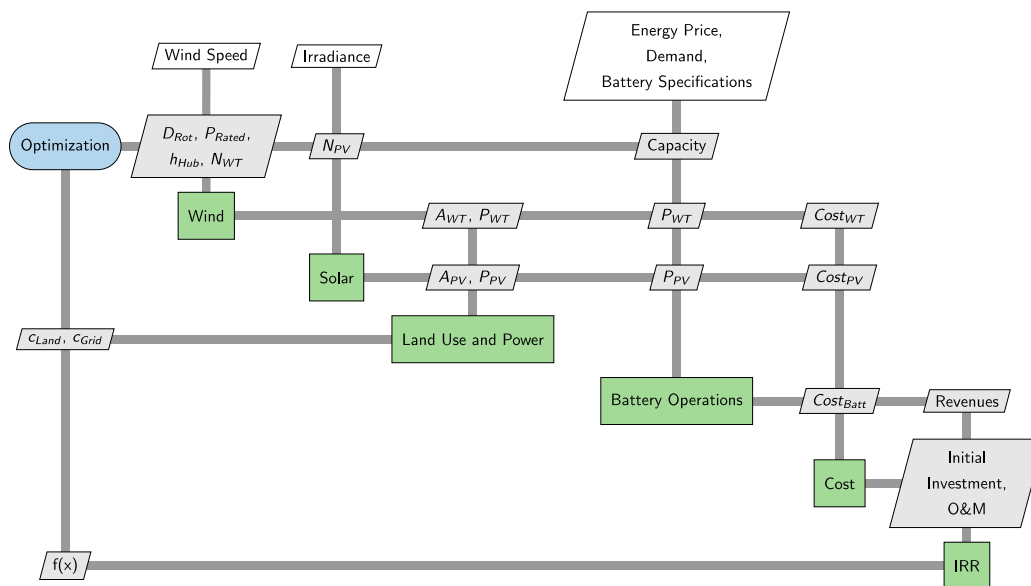 Energy Price,
Demand,
Battery Specifications
Wind Speed
Irradiance
Optimization
D_Rot, P_Rated,
h_Hub, N_WT
N_PV
Capacity
Wind
A_WT, P_WT
P_WT
Cost_WT
Solar
A_PV, P_PV
P_PV
Cost_PV
c_Land, c_Grid
Land Use and Power
Battery Operations
Cost_Batt
Revenues
Cost
Initial
Investment,
O&M
f(x)
IRR